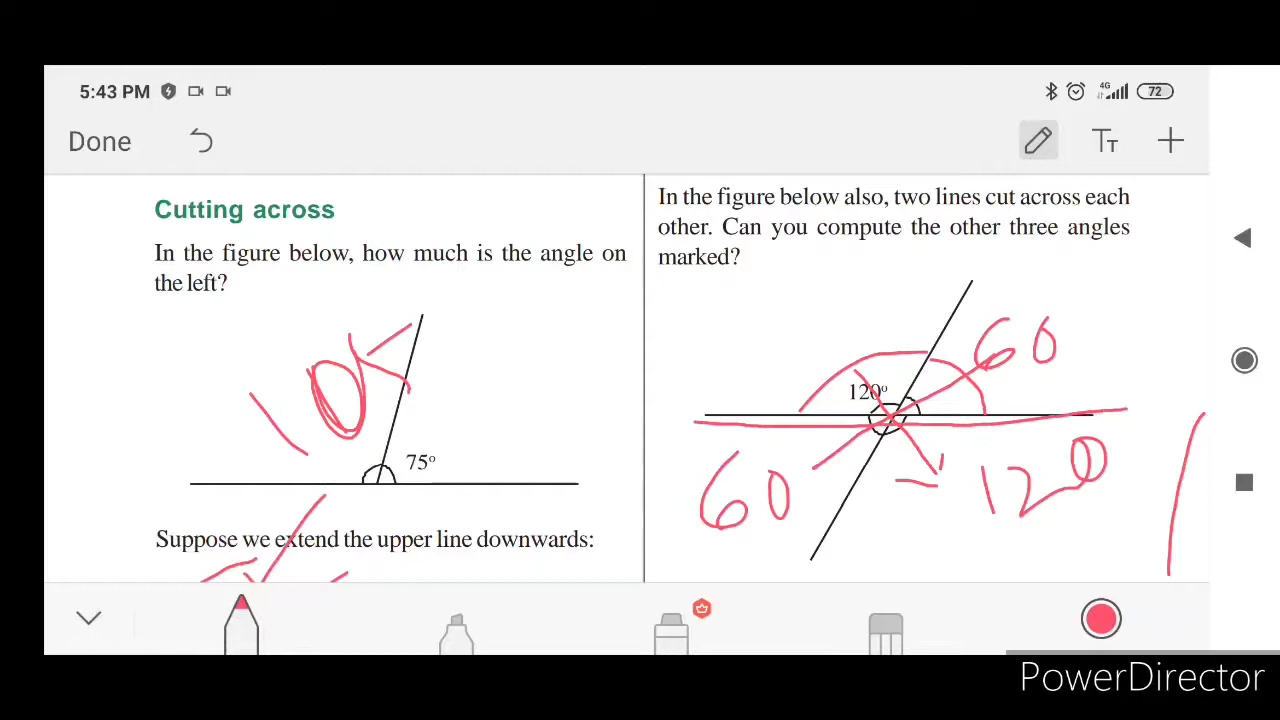 5:43 PM
4G
72
Done
TT
Cutting across
In the figure below, how much is the angle on
the left?
105
75°
Suppose we extend the upper line downwards:
In the figure below also, two lines cut across each
other. Can you compute the other three angles
marked?
60
120°
60
120
PowerDirector